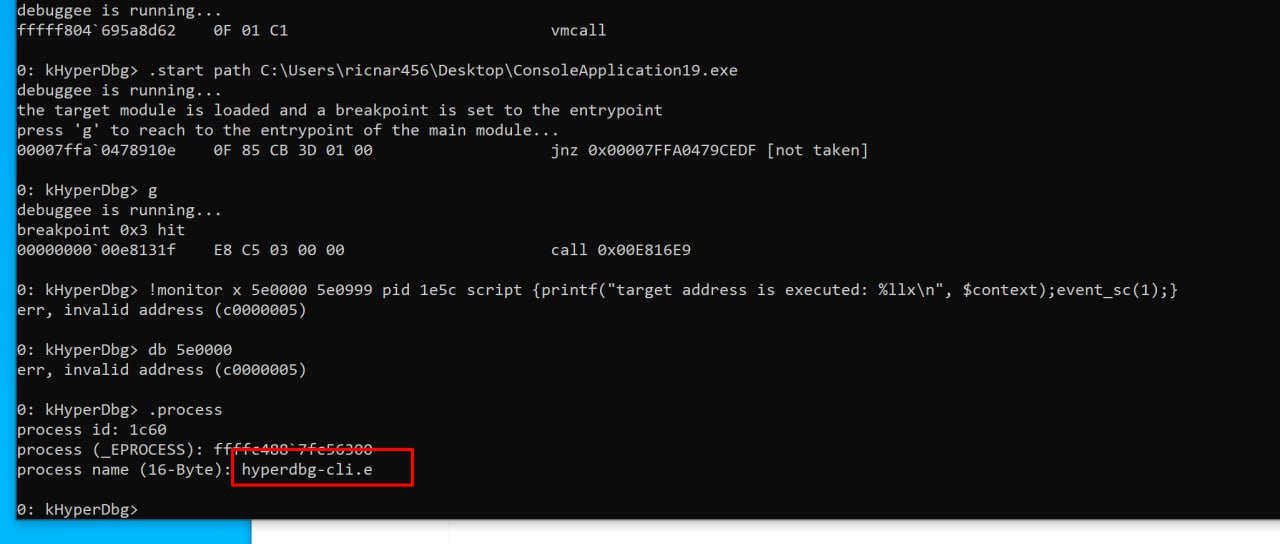 debuggee is running...
fffff804`695a8d62    0F 01 C1                            vmcall
0: kHyperDbg> .start path C:\Users\ricnar456\Desktop\ConsoleApplication19.exe
debuggee is running...
the target module is loaded and a breakpoint is set to the entrypoint
press 'g' to reach to the entrypoint of the main module...
00007ffa`0478910e    0F 85 CB 3D 01 00                   jnz 0x00007FFA0479CEDF [not taken]
0: kHyperDbg> g
debuggee is running...
breakpoint 0x3 hit
00000000`00e8131f    E8 C5 03 00 00                      call 0x00E816E9
0: kHyperDbg> !monitor x 5e0000 5e0999 pid 1e5c script {printf("target address is executed: %llx\n", $context);event_sc(1);}
err, invalid address (c0000005)
0: kHyperDbg> db 5e0000
err, invalid address (c0000005)
0: kHyperDbg> .process
process id: 1c60
process (_EPROCESS):
process name (16-Byte): hyperdbg-cli.e
0: kHyperDbg>